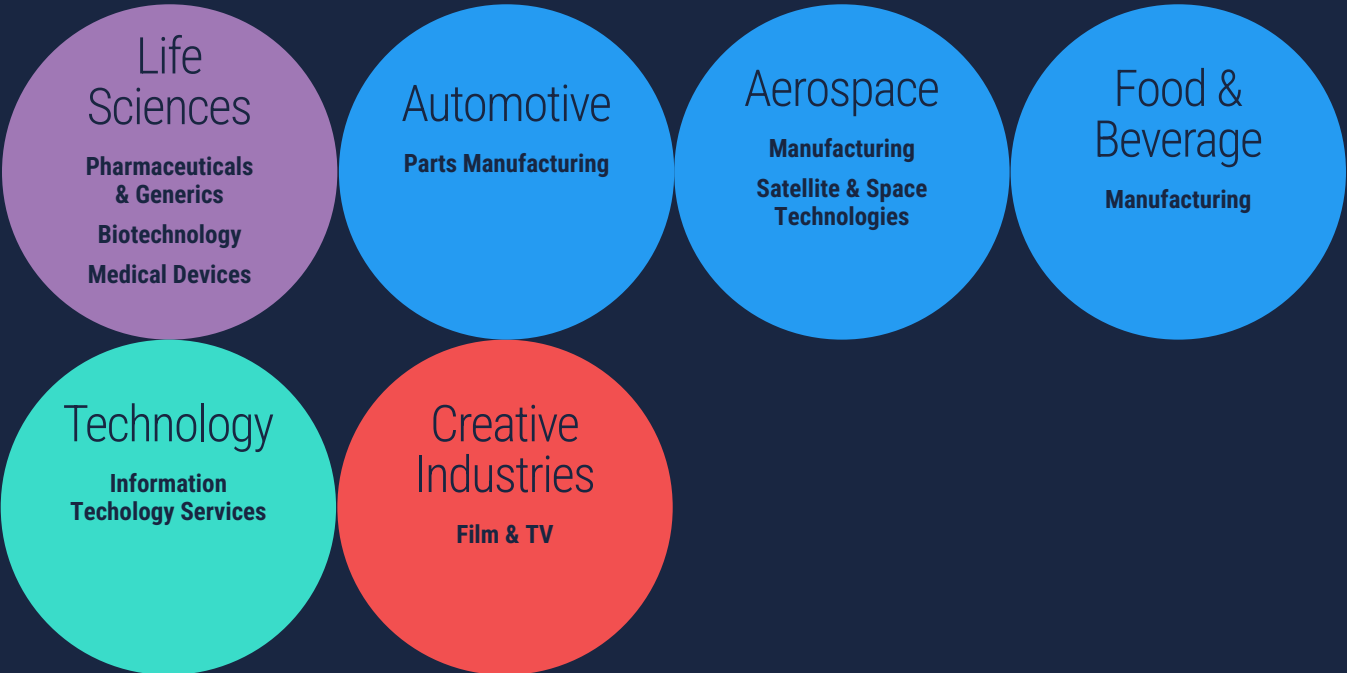 Life
Sciences
Pharmaceuticals
& Generics
Biotechnology
Medical Devices
Automotive
Parts Manufacturing
Aerospace
Manufacturing
Satellite & Space
Technologies
Food &
Beverage
Manufacturing
Technology
Information
Techology Services
Creative
Industries
Film & TV